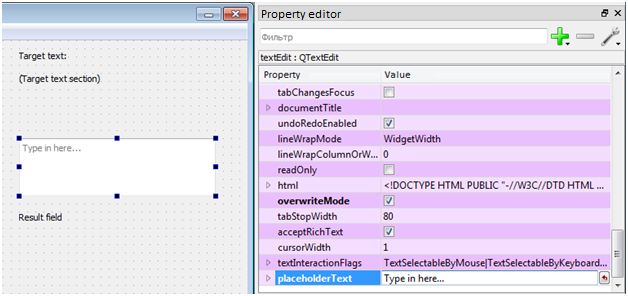 Target text:
(Target text section)
Type in here...
Result field
Property editor
Фильтр
textEdit : QTextEdit
Property Value
tabChangesFocus
documentTitle
undoRedoEnabled
lineWrapMode WidgetWidth
lineWrapColumnOrW... 0
readOnly
html <!DOCTYPE HTML PUBLIC "-//W3C//DTD HTML ...
overwriteMode
tabStopWidth 80
acceptRichText
cursorWidth 1
textInteractionFlags TextSelectableByMouse|TextSelectableByKeyboard...
placeholderText Type in here...